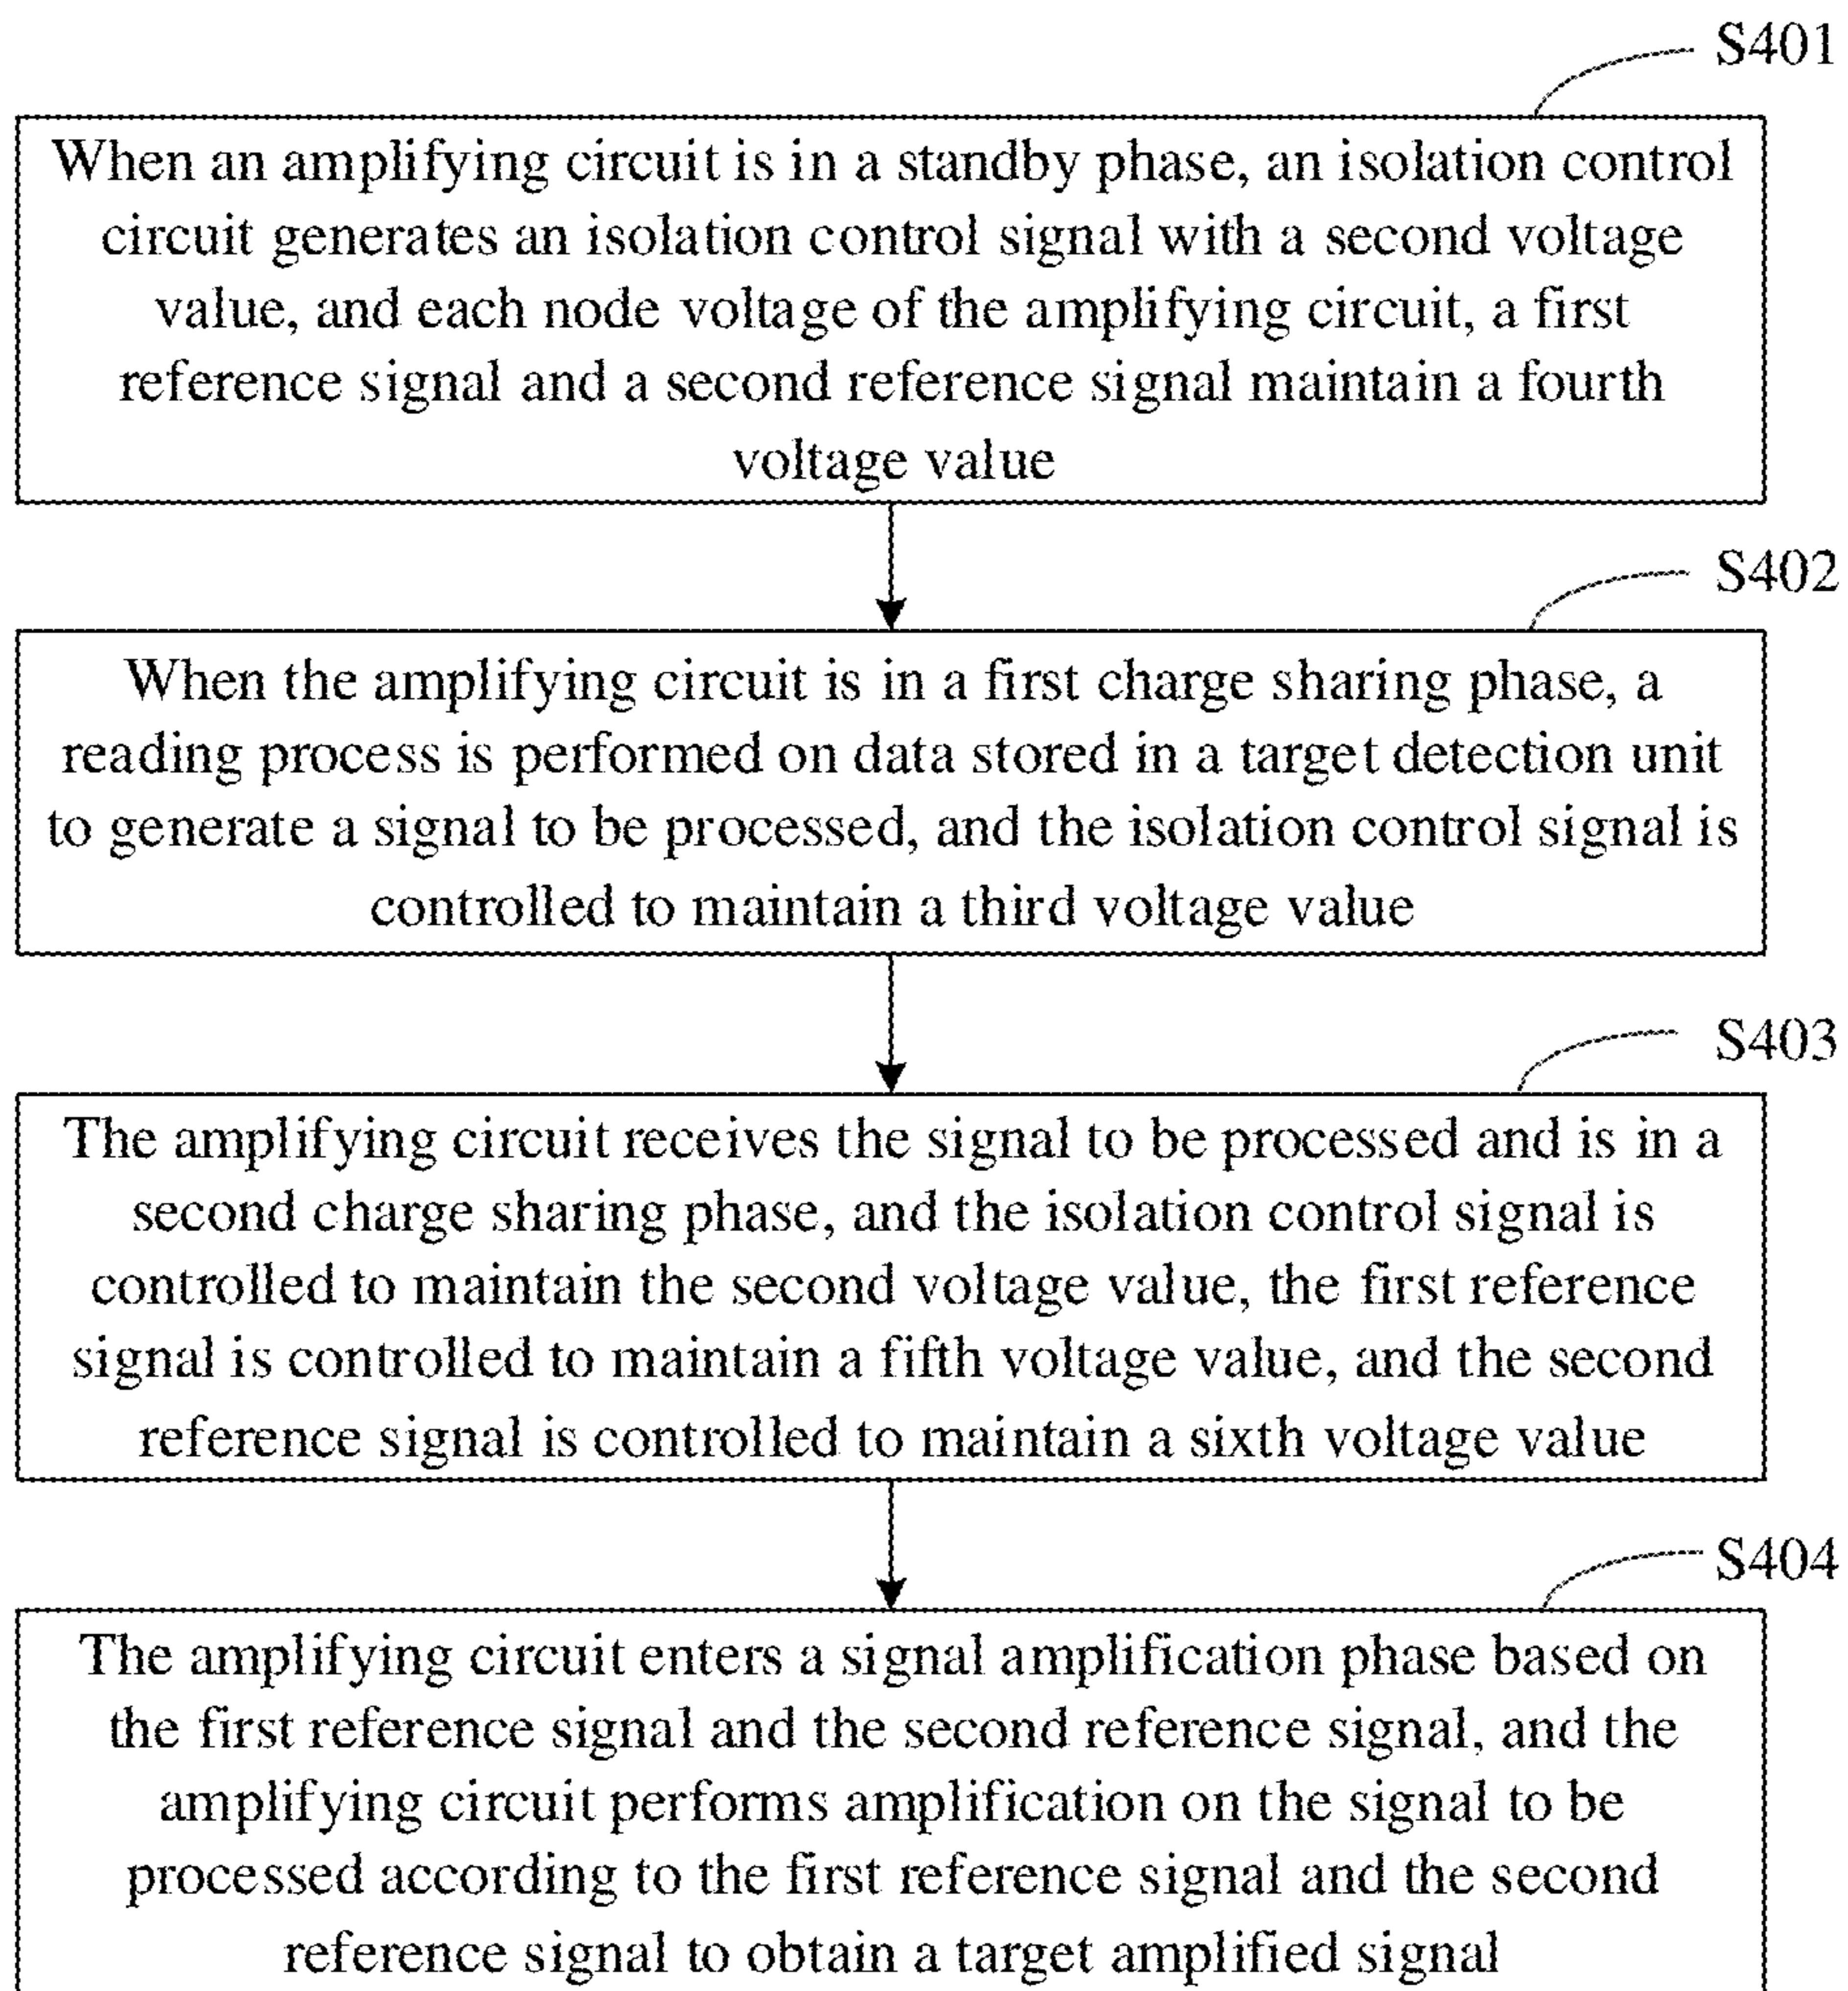 S401
When an amplifying circuit is in a standby phase, an isolation control
circuit generates an isolation control signal with a second voltage
value, and each node voltage of the amplifying circuit, a first
reference signal and a second reference signal maintain a fourth
voltage value
S402
When the amplifying circuit is in a first charge sharing phase, a
reading process is performed on data stored in a target detection unit
to generate a signal to be processed, and the isolation control signal is
controlled to maintain a third voltage value
S403
The amplifying circuit receives the signal to be processed and is in a
second charge sharing phase, and the isolation control signal is
controlled to maintain the second voltage value, the first reference
signal is controlled to maintain a fifth voltage value, and the second
reference signal is controlled to maintain a sixth voltage value
S404
The amplifying circuit enters a signal amplification phase based on
the first reference signal and the second reference signal, and the
amplifying circuit performs amplification on the signal to be
processed according to the first reference signal and the second
reference signal to obtain a target amplified signal